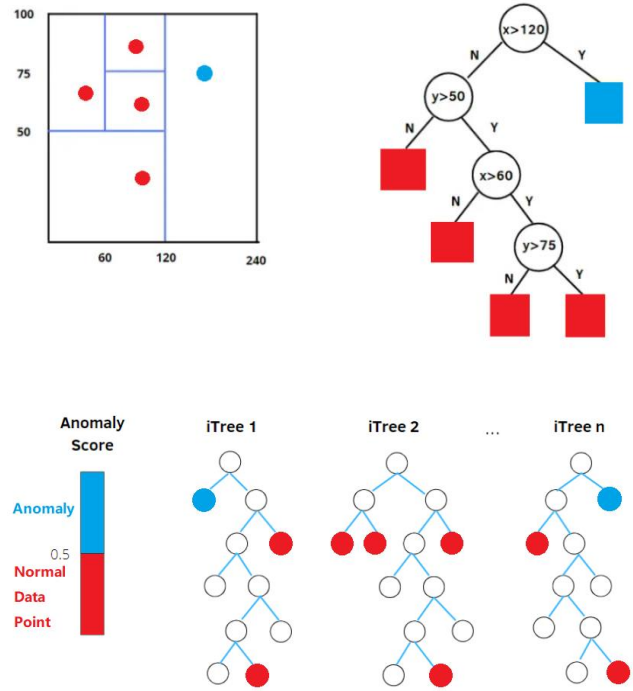 100
75
50
60
120
240
x>120
N
Y
y>50
N
Y
x>60
N
Y
y>75
N
Y
Anomaly
Score
Anomaly
0.5
Normal
Data
Point
iTree 1
iTree 2
...
iTree n